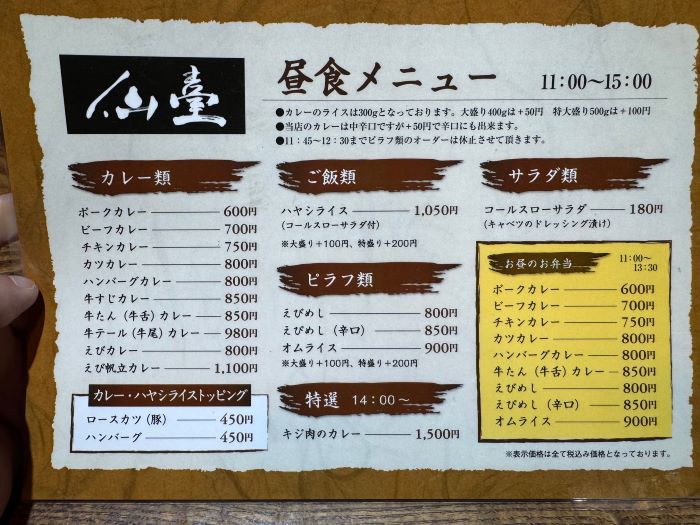 仙臺
昼食メニュー 11:00〜15:00
●カレーのライスは300gとなっております。大盛り400gは+50円 特大盛り500gは+100円
●当店のカレーは中辛口ですが+50円で辛口にも出来ます。
●11:45〜12:30までピラフ類のオーダーは休止させて頂きます。
カレー類
ポークカレー 600円
ビーフカレー 700円
チキンカレー 750円
カツカレー 800円
ハンバーグカレー 800円
牛すじカレー 850円
牛たん（牛舌）カレー 850円
牛テール（牛尾）カレー 980円
えびカレー 800円
えび帆立カレー 1,100円
カレー・ハヤシライストッピング
ロースカツ（豚） 450円
ハンバーグ 450円
ご飯類
ハヤシライス 1,050円
（コールスローサラダ付）
※大盛り+100円、特盛り+200円
ピラフ類
えびめし 800円
えびめし（辛口） 850円
オムライス 900円
※大盛り+100円、特盛り+200円
特選 14:00〜
キジ肉のカレー 1,500円
サラダ類
コールスローサラダ 180円
（キャベツのドレッシング漬け）
お昼のお弁当 11:00〜
13:30
ポークカレー 600円
ビーフカレー 700円
チキンカレー 750円
カツカレー 800円
ハンバーグカレー 800円
牛たん（牛舌）カレー 850円
えびめし 800円
えびめし（辛口） 850円
オムライス 900円
※表示価格は全て税込み価格となっております。